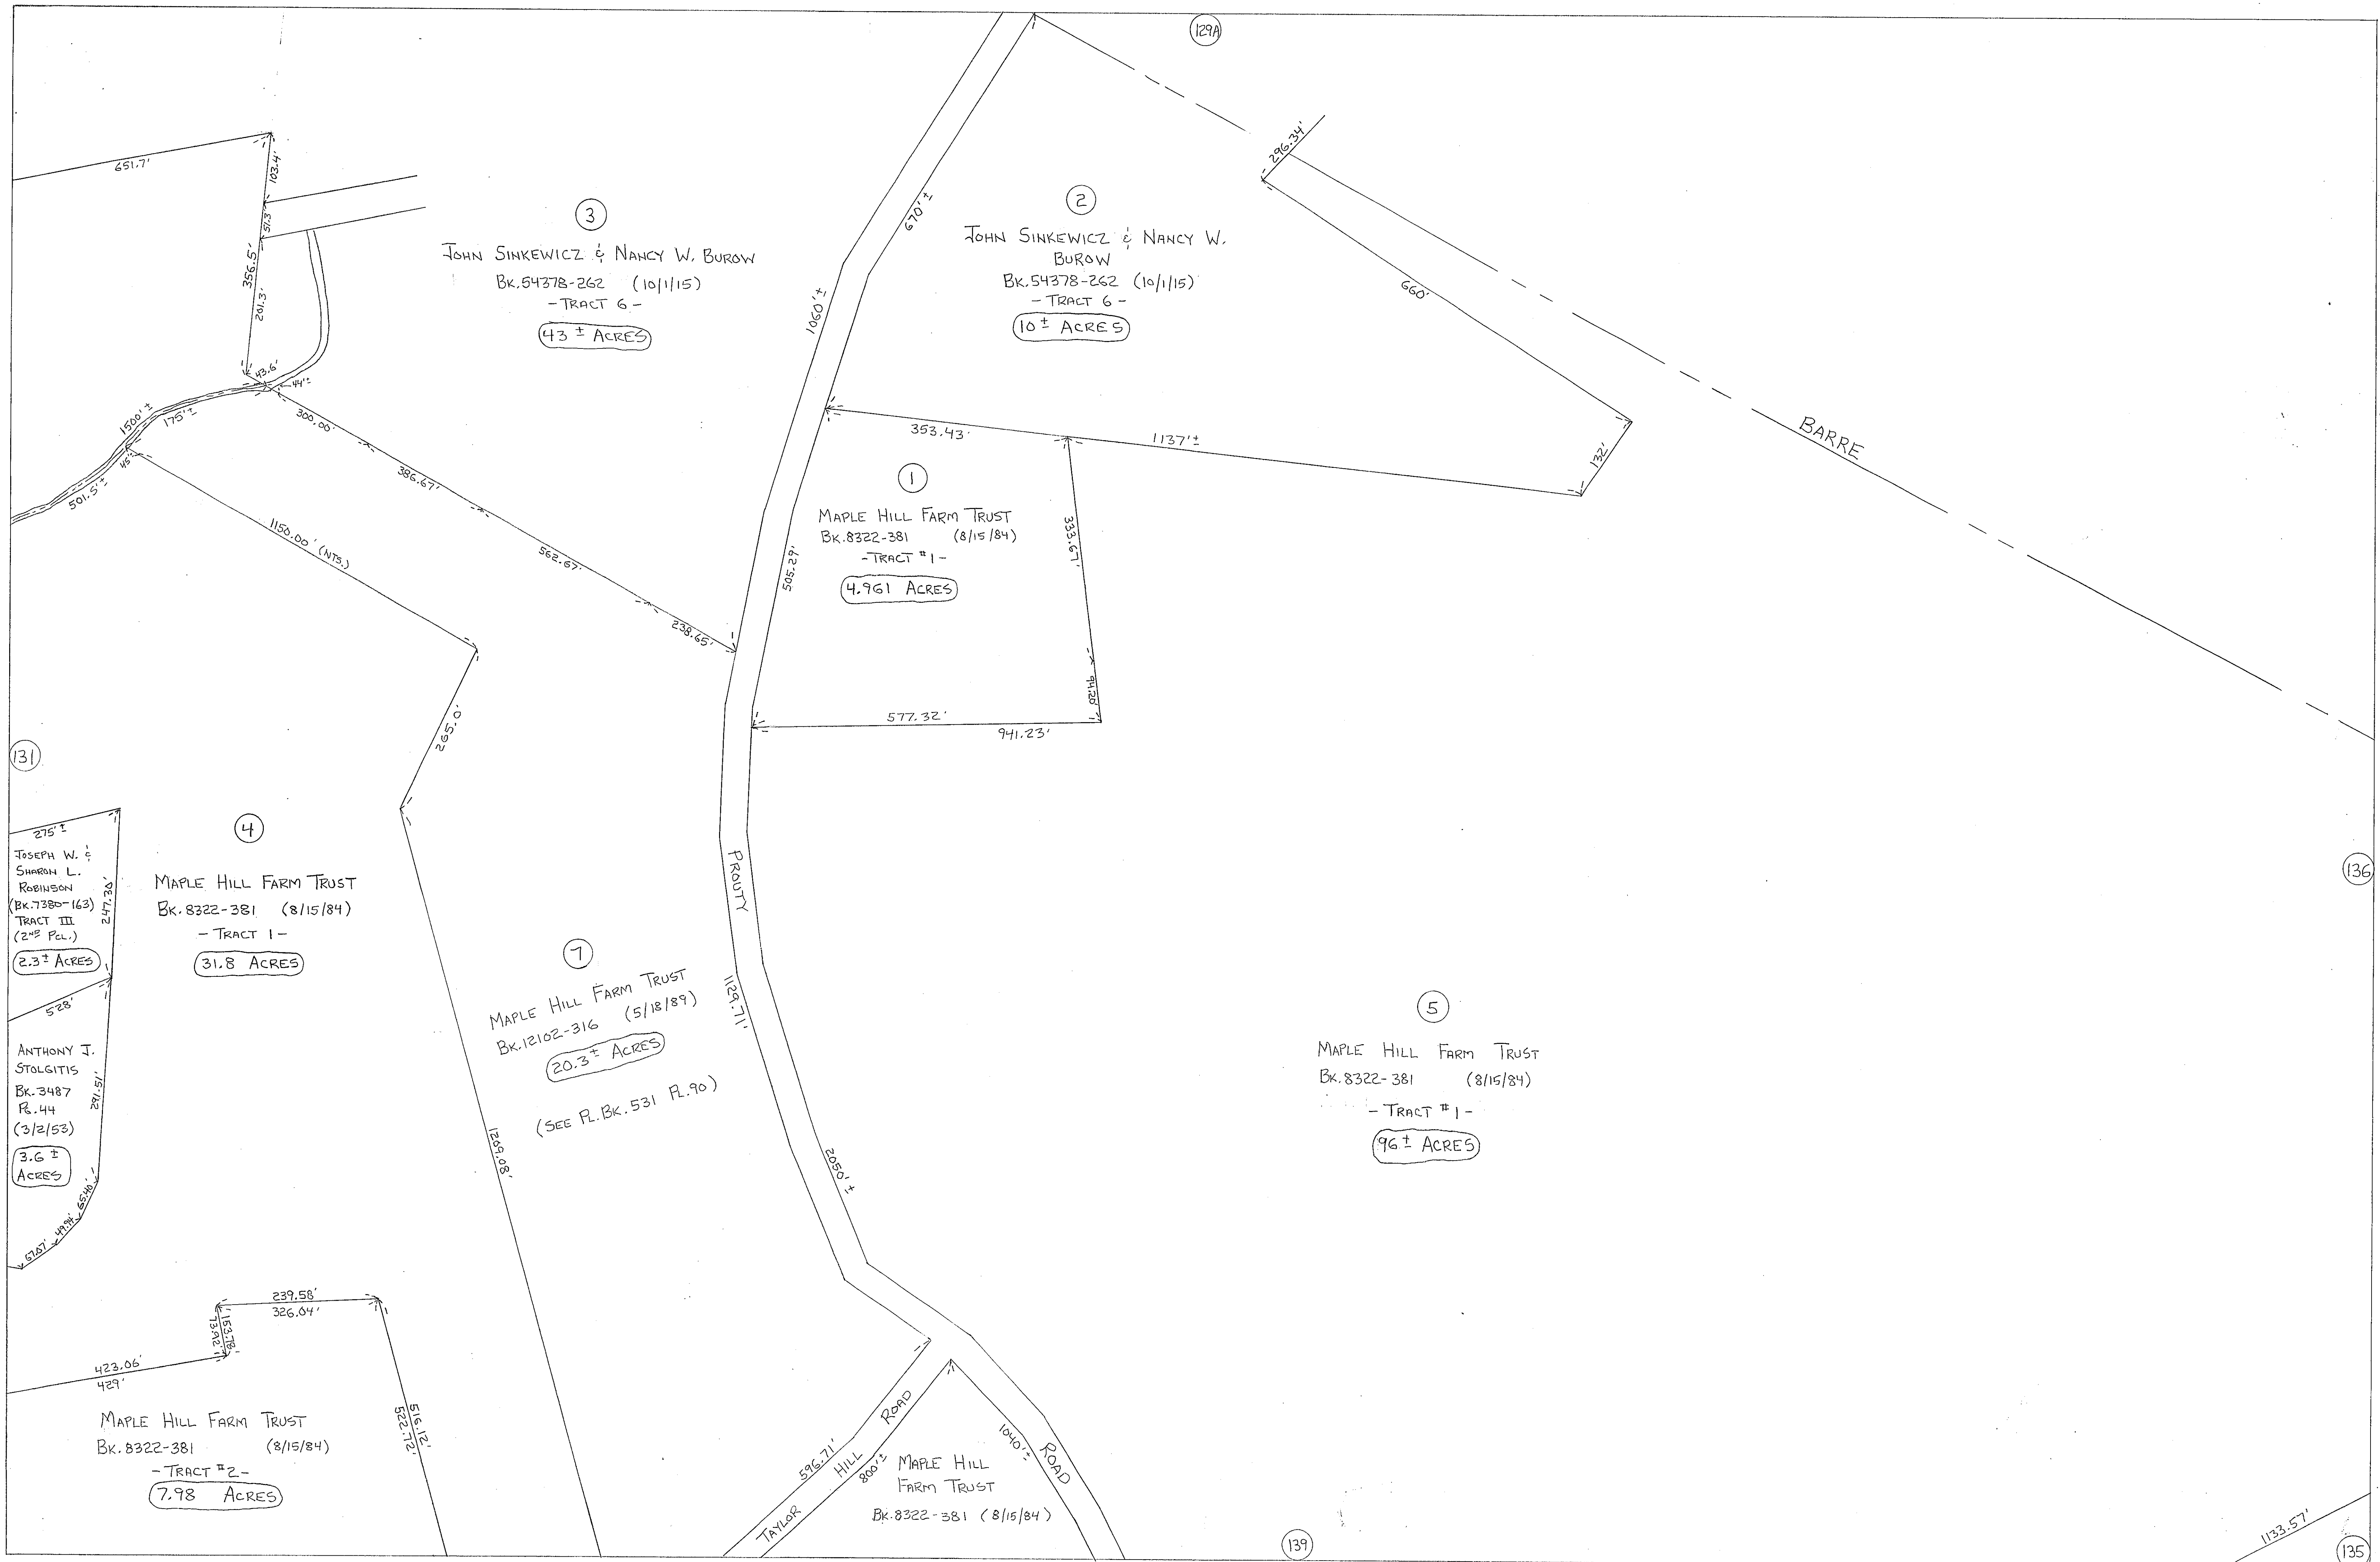 129A
651.7'
103.4'
51.3'
356.5'
201.3'
43.6'
44'±
1500'±
175'±
45'
501.5'±
300.00'
386.67'
562.67'
238.65'
1150.00' (NTS.)
265.0'
3
JOHN SINKEWICZ & NANCY W. BUROW
BK.54378-262 (10/1/15)
- TRACT 6 -
43 ± ACRES
670'±
1060'±
2
JOHN SINKEWICZ & NANCY W.
BUROW
BK.54378-262 (10/1/15)
- TRACT 6 -
10 ± ACRES
296.34'
660'
132'
BARRE
353.43'
1137'±
1
MAPLE HILL FARM TRUST
BK.8322-381 (8/15/84)
- TRACT #1 -
4.961 ACRES
505.29'
333.67'
94.20'
577.32'
941.23'
131
275'±
JOSEPH W. &
SHARON L.
ROBINSON
(BK.7380-163)
TRACT III
(2ND PCL.)
2.3± ACRES
247.30'
528'
ANTHONY J.
STOLGITIS
BK.3487
PG.44
(3/2/53)
3.6 ±
ACRES
291.51'
65.40'
49.94'
67.07'
4
MAPLE HILL FARM TRUST
BK.8322-381 (8/15/84)
- TRACT 1 -
31.8 ACRES
7
MAPLE HILL FARM TRUST
BK.12102-316 (5/18/89)
20.3± ACRES
(SEE PL.BK.531 PL.90)
1209.08'
PROUTY
1129.71'
2050'±
136
5
MAPLE HILL FARM TRUST
BK.8322-381 (8/15/84)
- TRACT #1 -
96± ACRES
239.58'
326.04'
153.78'
73.92'
423.06'
429'
516.12'
522.72'
MAPLE HILL FARM TRUST
BK.8322-381 (8/15/84)
- TRACT #2 -
7.98 ACRES
596.71'
TAYLOR HILL ROAD
800'±
MAPLE HILL
FARM TRUST
BK.8322-381 (8/15/84)
1040'±
ROAD
139
1133.57'
135